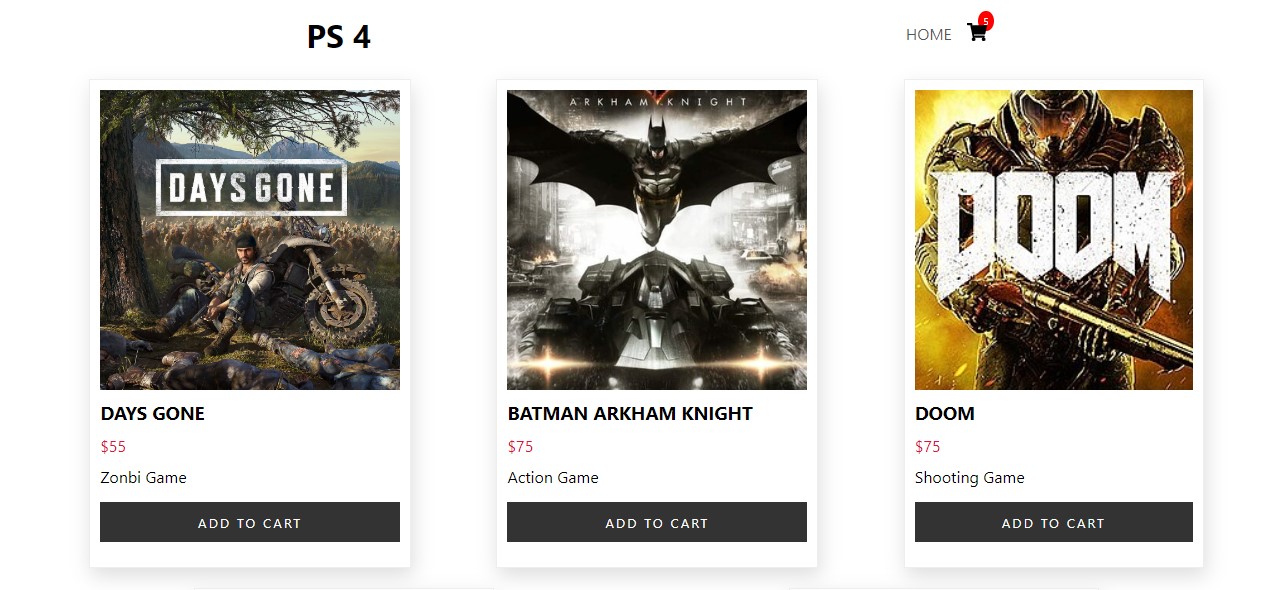 PS 4
HOME
5
DAYS GONE
ARKHAM KNIGHT
DOOM
DAYS GONE
$55
Zonbi Game
ADD TO CART
BATMAN ARKHAM KNIGHT
$75
Action Game
ADD TO CART
DOOM
$75
Shooting Game
ADD TO CART